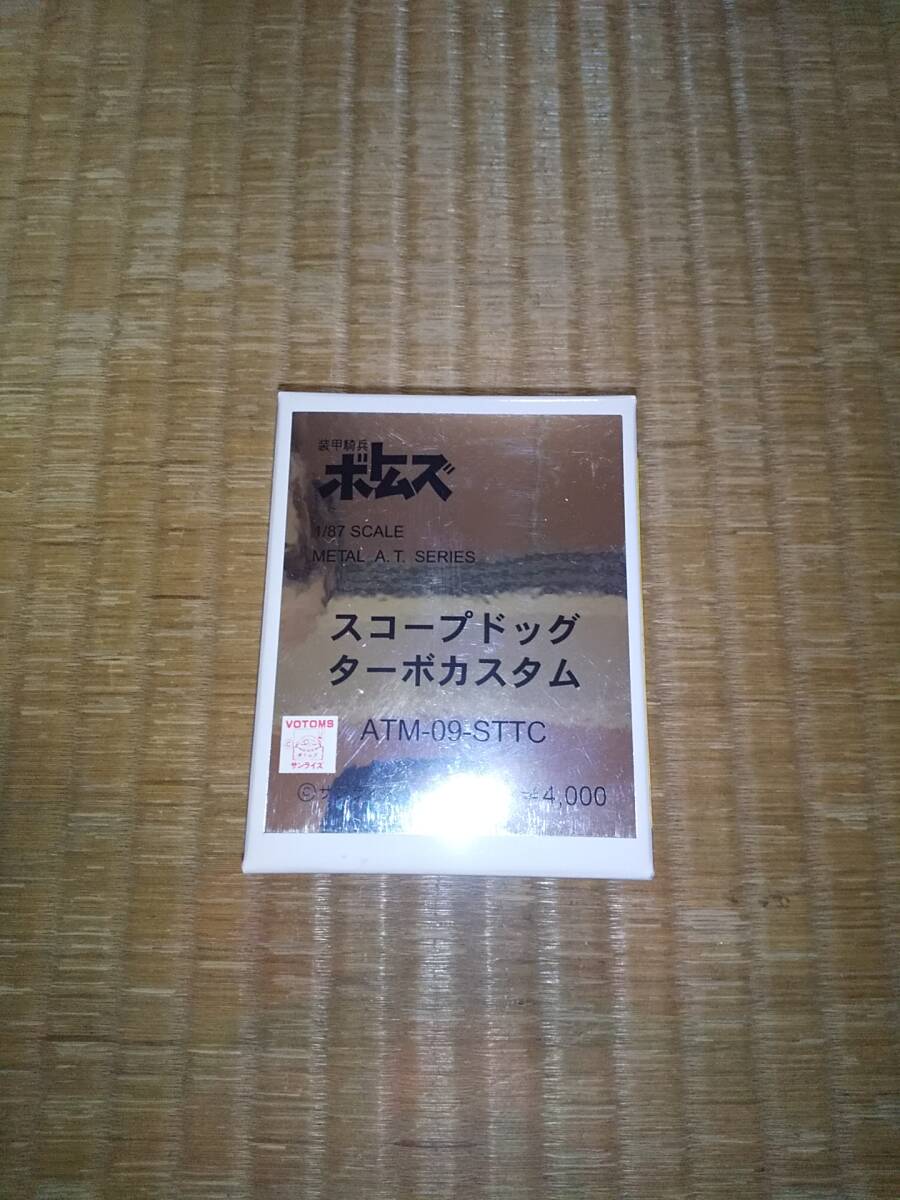 装甲騎兵
ボトムズ
1/87 SCALE
METAL A.T. SERIES
スコープドッグ
ターボカスタム
ATM-09-STTC
VOTOMS
サンライズ
©サ
4,000